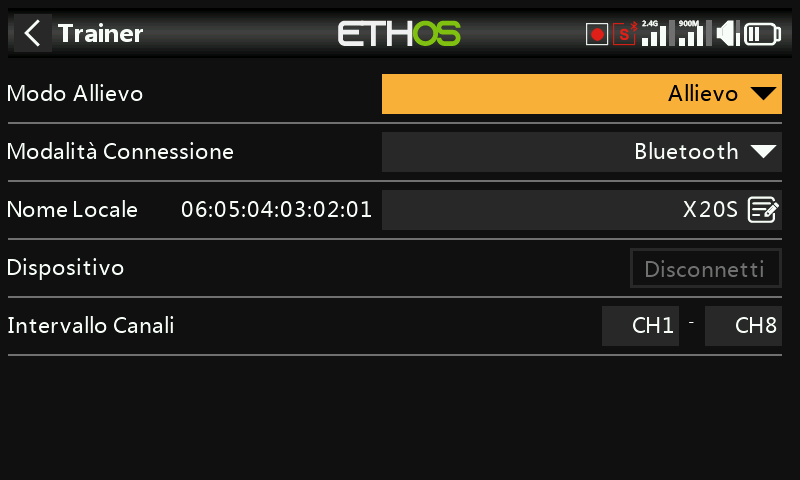 Trainer ETHOS S 2.4G 900M
Modo Allievo Allievo
Modalità Connessione Bluetooth
Nome Locale 06:05:04:03:02:01 X20S
Dispositivo Disconnetti
Intervallo Canali CH1 - CH8